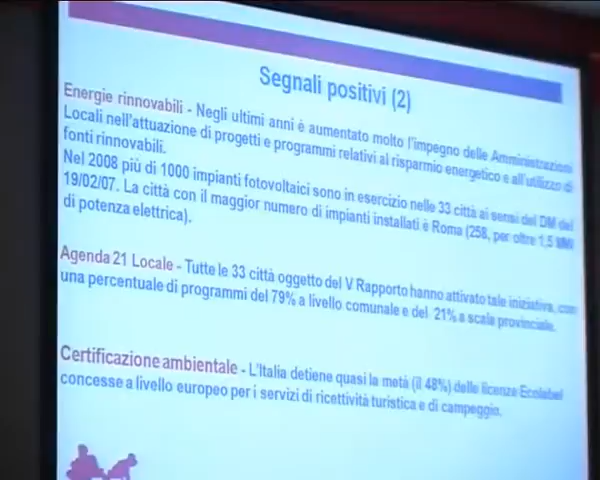 Segnali positivi (2)
Energie rinnovabili - Negli ultimi anni è aumentato molto l'impegno delle Amministrazioni
Locali nell'attuazione di progetti e programmi relativi al risparmio energetico e all'utilizzo di
fonti rinnovabili.
Nel 2008 più di 1000 impianti fotovoltaici sono in esercizio nelle 33 città ai sensi del DM del
19/02/07. La città con il maggior numero di impianti installati è Roma (258, per oltre 1,5 MW
di potenza elettrica).
Agenda 21 Locale - Tutte le 33 città oggetto del V Rapporto hanno attivato tale iniziativa, con
una percentuale di programmi del 79% a livello comunale e del 21% a scala provinciale.
Certificazione ambientale - L'Italia detiene quasi la metà (il 48%) delle licenze Ecolabel
concesse a livello europeo per i servizi di ricettività turistica e di campeggio.